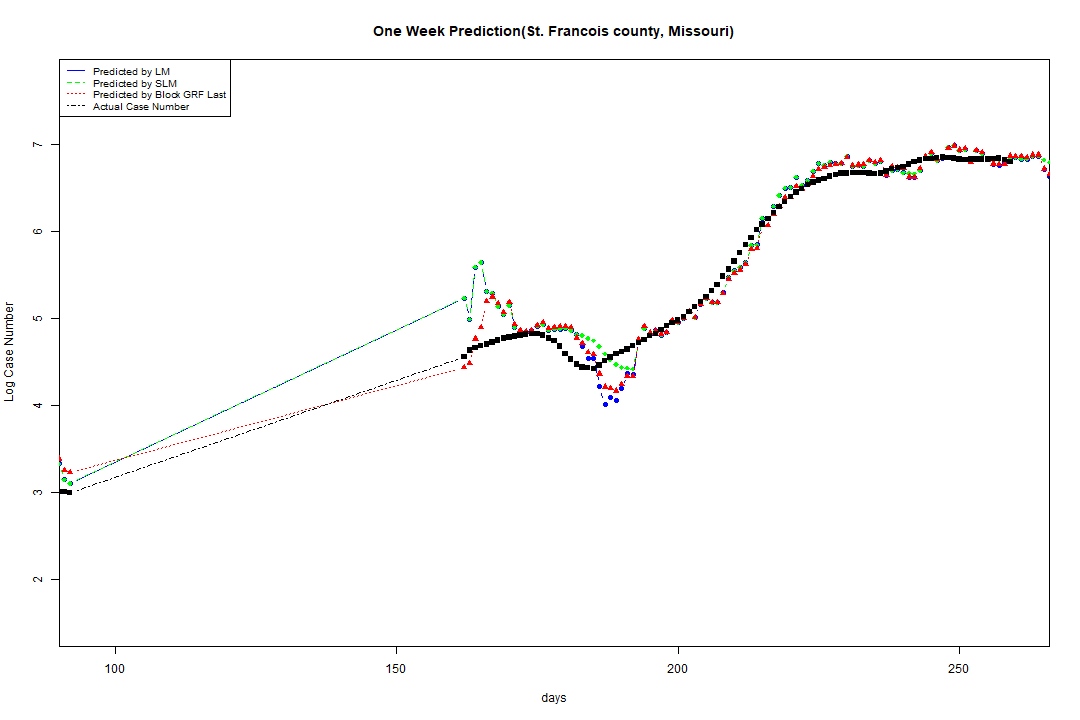 One Week Prediction(St. Francois county, Missouri)
Predicted by LM
Predicted by SLM
Predicted by Block GRF Last
Actual Case Number
7
6
5
4
3
2
Log Case Number
100 150 200 250
days